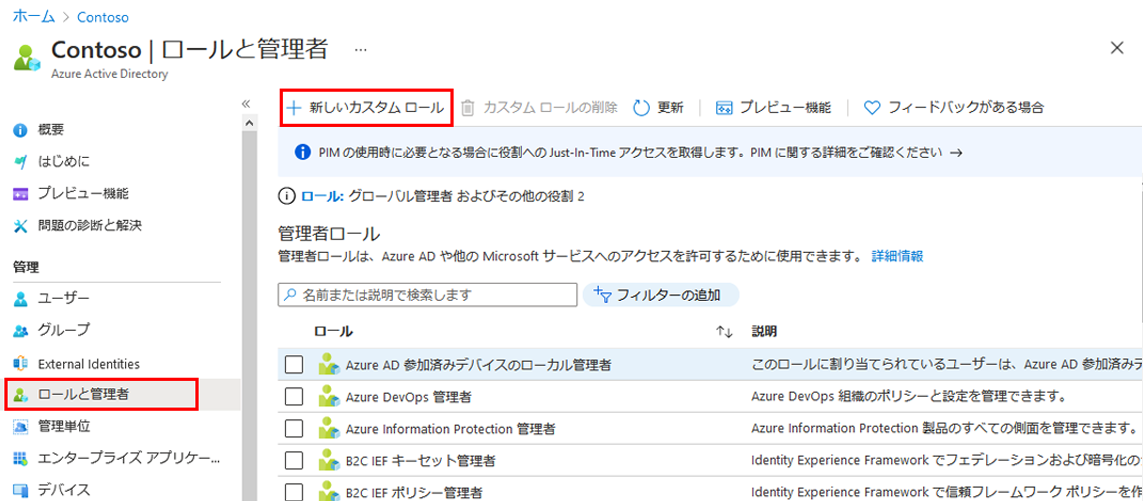 ホーム > Contoso
Contoso | ロールと管理者 ...
Azure Active Directory
概要
はじめに
プレビュー機能
問題の診断と解決
管理
ユーザー
グループ
External Identities
ロールと管理者
管理単位
エンタープライズ アプリケー...
デバイス
新しいカスタム ロール カスタム ロールの削除 更新 プレビュー機能 フィードバックがある場合
PIM の使用時に必要となる場合に役割への Just-In-Time アクセスを取得します。PIM に関する詳細をご確認ください →
ロール: グローバル管理者 およびその他の役割 2
管理者ロール
管理者ロールは、Azure AD や他の Microsoft サービスへのアクセスを許可するために使用できます。 詳細情報
名前または説明で検索します フィルターの追加
ロール ↑↓ 説明
Azure AD 参加済みデバイスのローカル管理者 このロールに割り当てられているユーザーは、Azure AD 参加済みデ
Azure DevOps 管理者 Azure DevOps 組織のポリシーと設定を管理できます。
Azure Information Protection 管理者 Azure Information Protection 製品のすべての側面を管理できます。
B2C IEF キーセット管理者 Identity Experience Framework でフェデレーションおよび暗号化の
B2C IEF ポリシー管理者 Identity Experience Framework で信頼フレームワーク ポリシーを作